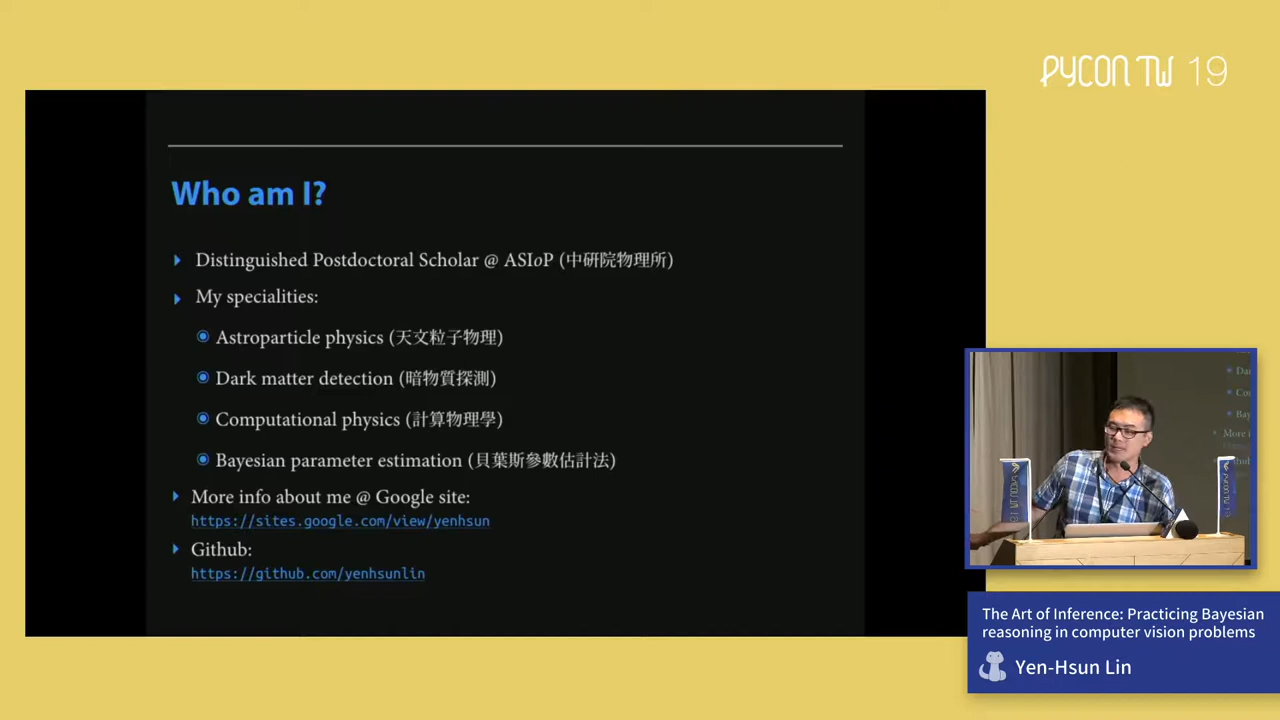 PYCON TW 19
Who am I?
Distinguished Postdoctoral Scholar @ ASIoP (中研院物理所)
My specialities:
Astroparticle physics (天文粒子物理)
Dark matter detection (暗物質探測)
Computational physics (計算物理學)
Bayesian parameter estimation (貝葉斯參數估計法)
More info about me @ Google site:
https://sites.google.com/view/yenhsun
Github:
https://github.com/yenhsunlin
The Art of Inference: Practicing Bayesian
reasoning in computer vision problems
Yen-Hsun Lin